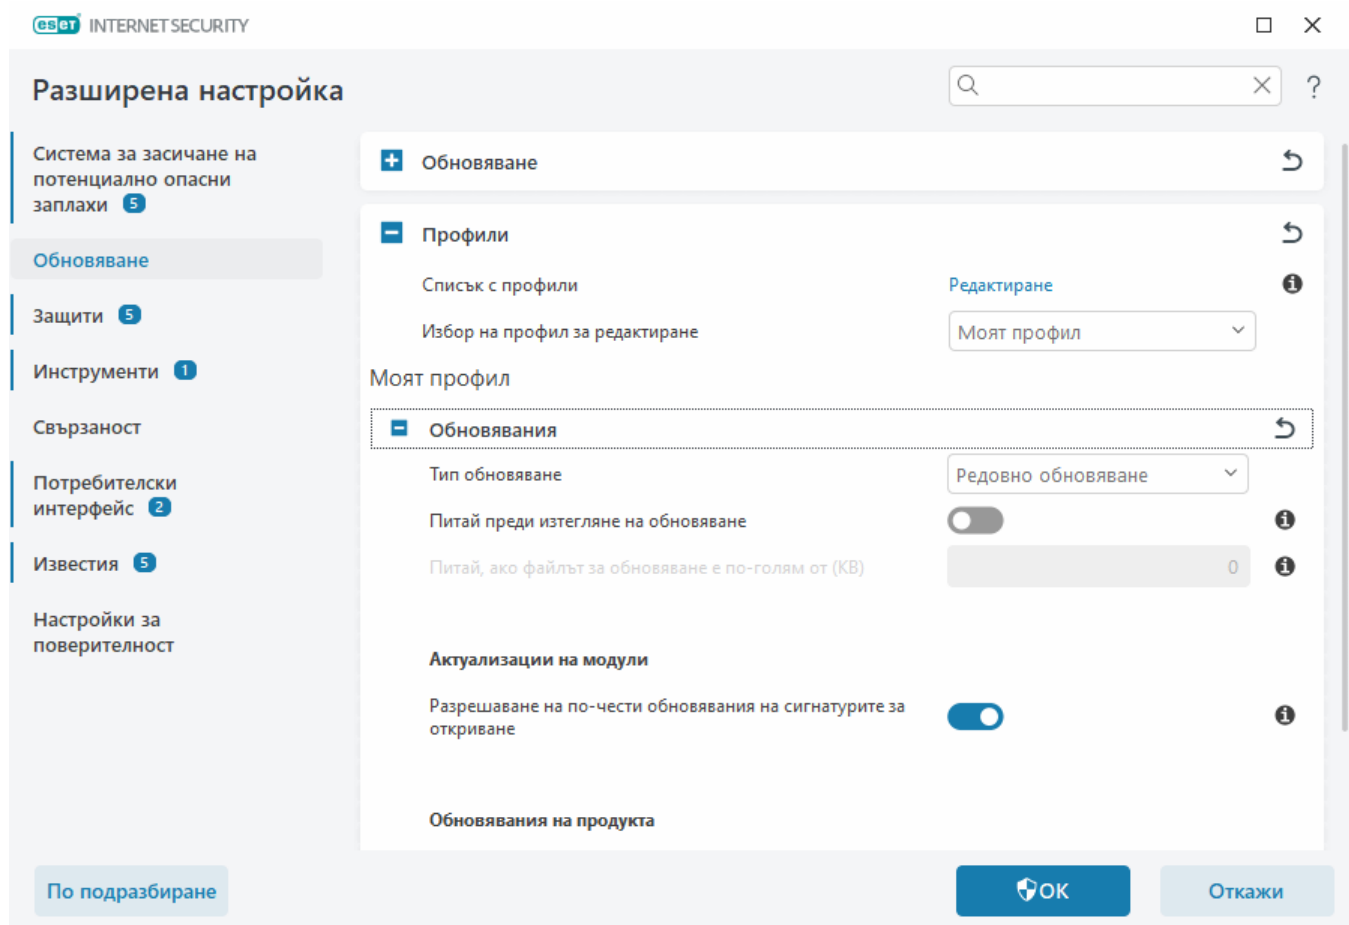 eset INTERNET SECURITY
Разширена настройка
?
Система за засичане на
потенциално опасни
заплахи 5
Обновяване
Защити 5
Инструменти 1
Свързаност
Потребителски
интерфейс 2
Известия 5
Настройки за
поверителност
Обновяване
Профили
Списък с профили Редактиране
Избор на профил за редактиране Моят профил
Моят профил
Обновявания
Тип обновяване Редовно обновяване
Питай преди изтегляне на обновяване
Питай, ако файлът за обновяване е по-голям от (KB) 0
Актуализации на модули
Разрешаване на по-чести обновявания на сигнатурите за
откриване
Обновявания на продукта
По подразбиране
OK
Откажи